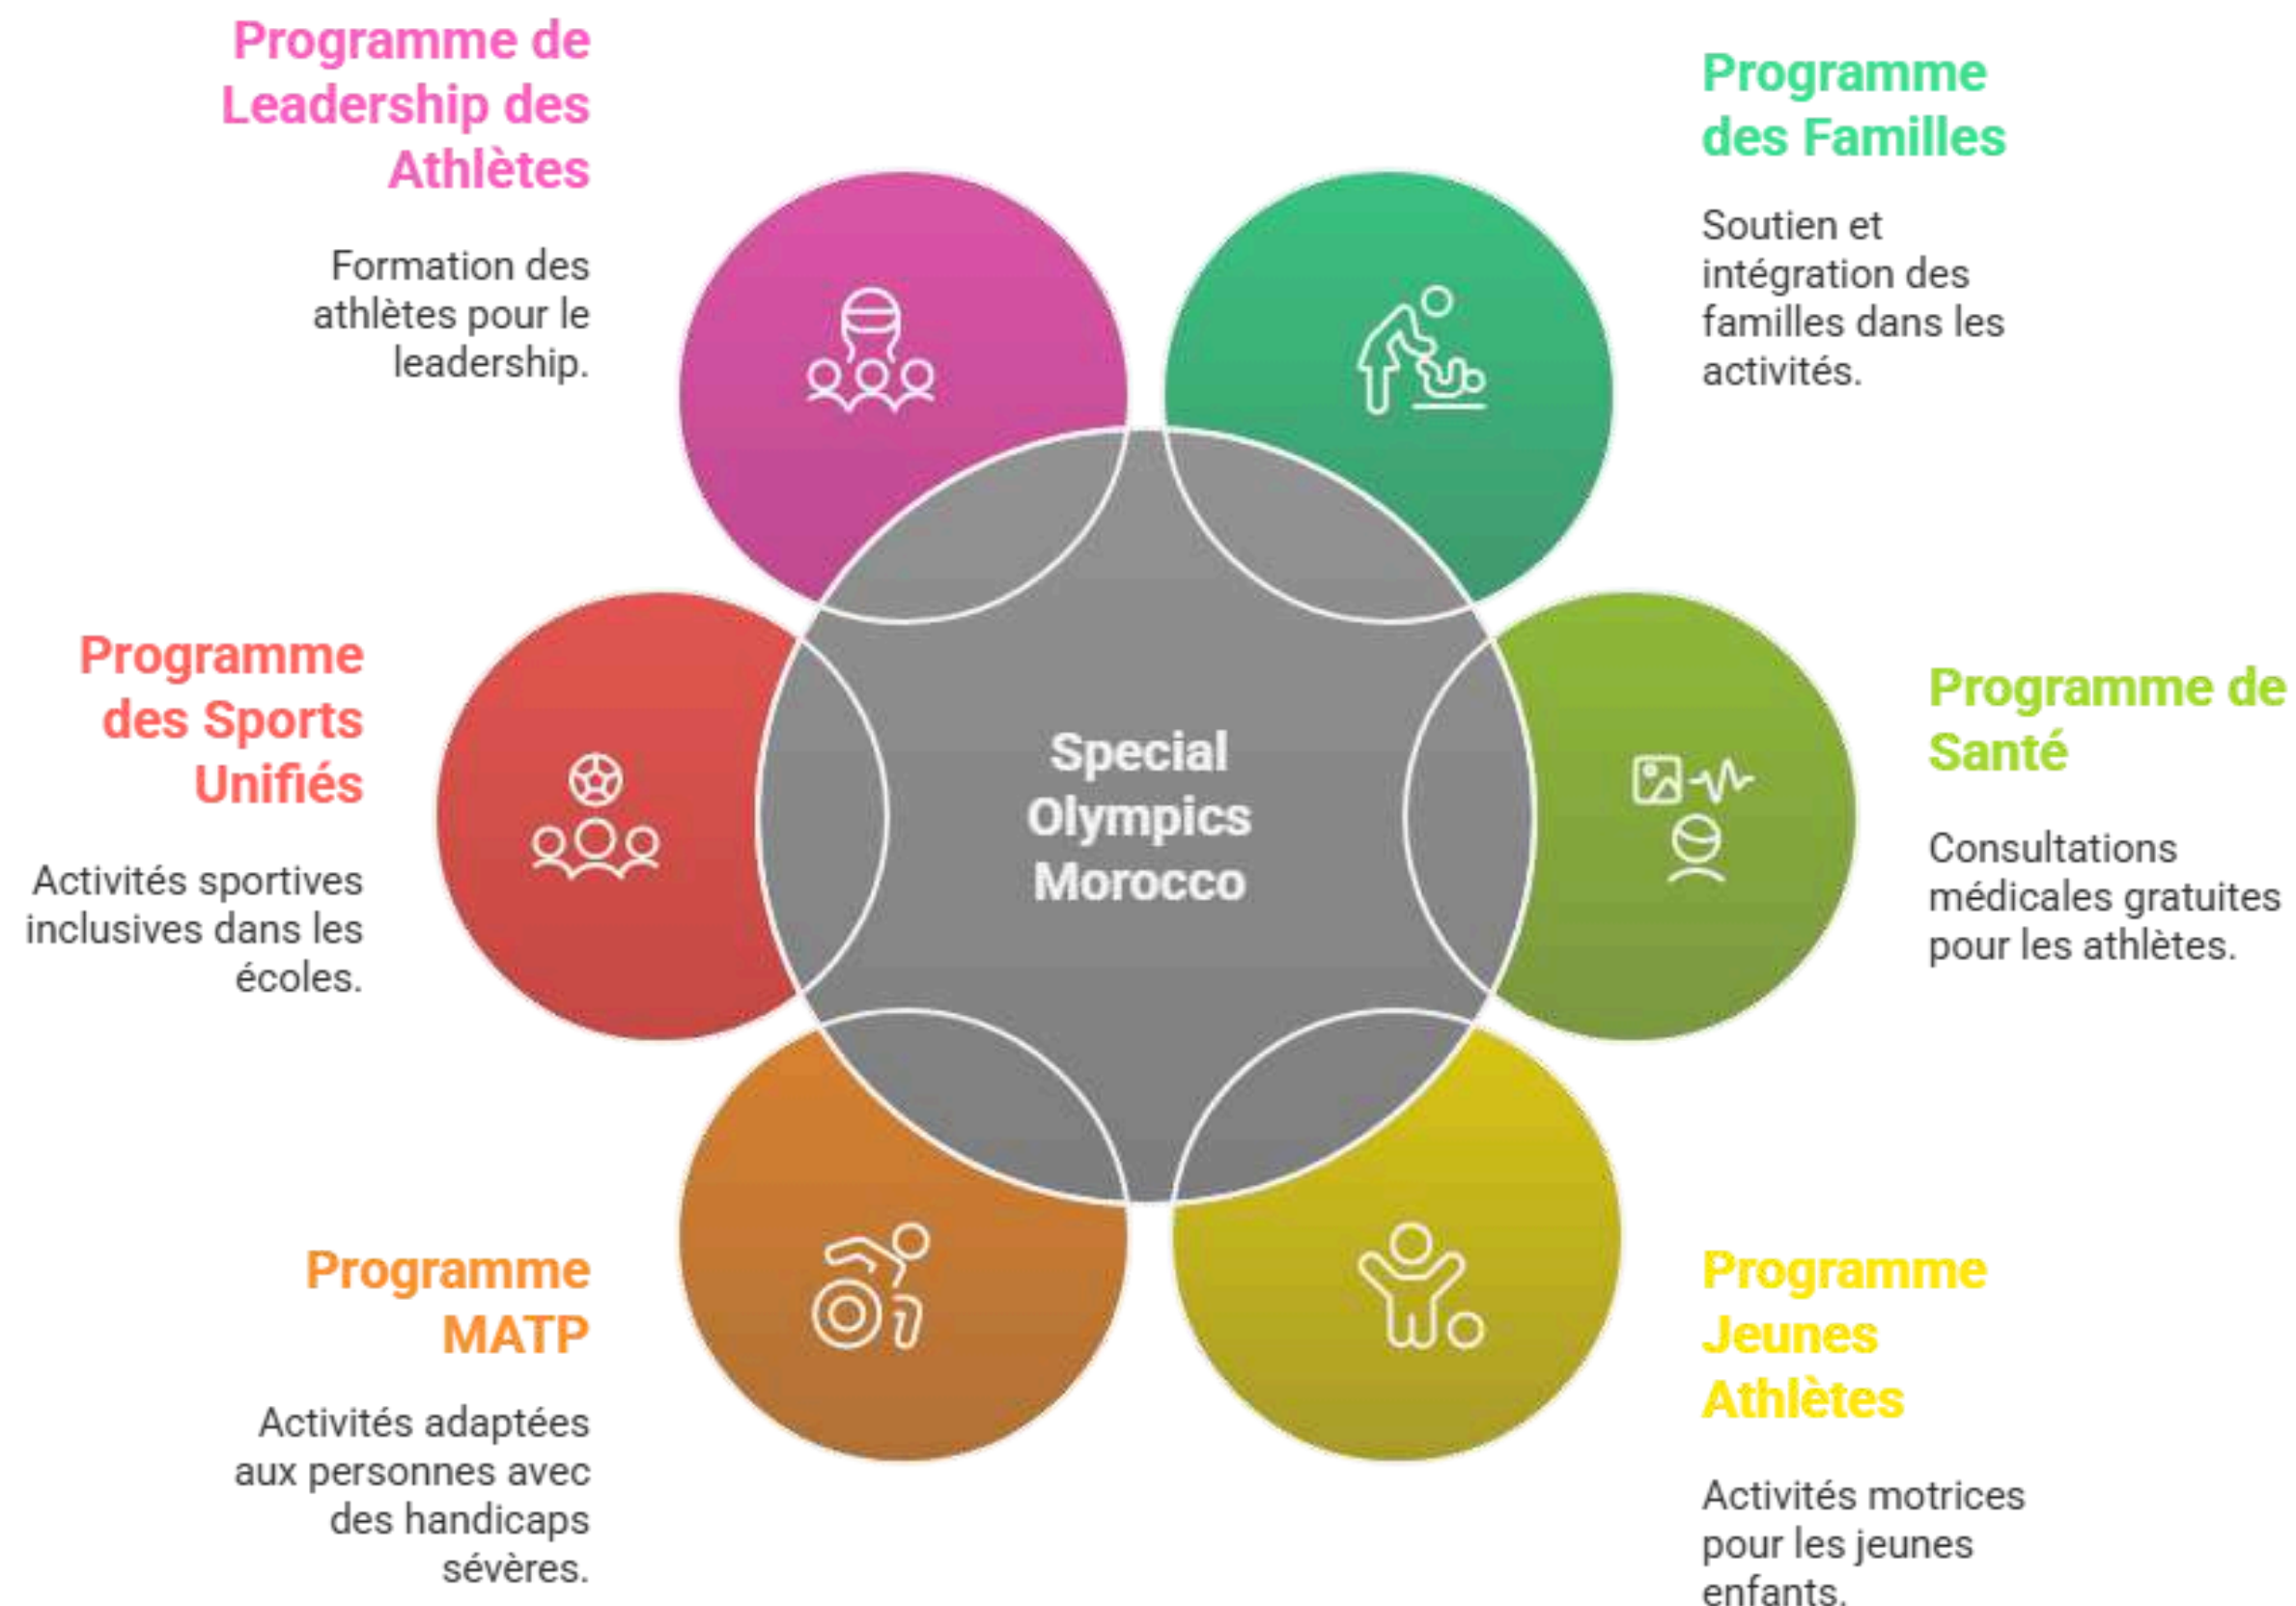 Programme de
Leadership des
Athlètes
Formation des
athlètes pour le
leadership.
Programme
des Familles
Soutien et
intégration des
familles dans les
activités.
Programme
des Sports
Unifiés
Activités sportives
inclusives dans les
écoles.
Special
Olympics
Morocco
Programme de
Santé
Consultations
médicales gratuites
pour les athlètes.
Programme
MATP
Activités adaptées
aux personnes avec
des handicaps
sévères.
Programme
Jeunes
Athlètes
Activités motrices
pour les jeunes
enfants.